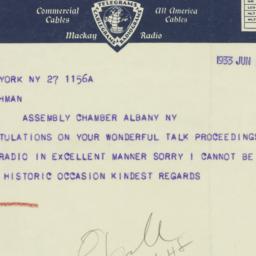 TELEGRAMS
Commercial
Cables
All America
Cables
Mackay
Radio
1933 JUN
YORK NY 27 1156A
HMAN
ASSEMBLY CHAMBER ALBANY NY
TULATIONS ON YOUR WONDERFUL TALK PROCEEDINGS
RADIO IN EXCELLENT MANNER SORRY I CANNOT BE
HISTORIC OCCASION KINDEST REGARDS